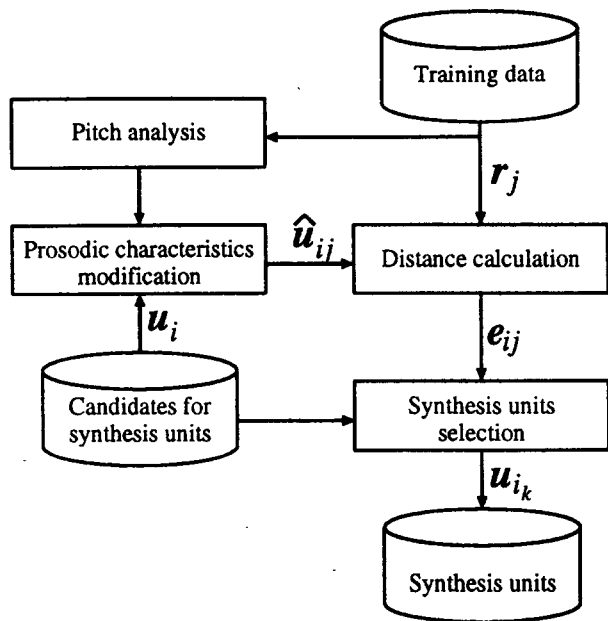 Training data
Pitch analysis
r_j
Prosodic characteristics
modification
û_ij
Distance calculation
u_i
e_ij
Candidates for
synthesis units
Synthesis units
selection
u_i_k
Synthesis units